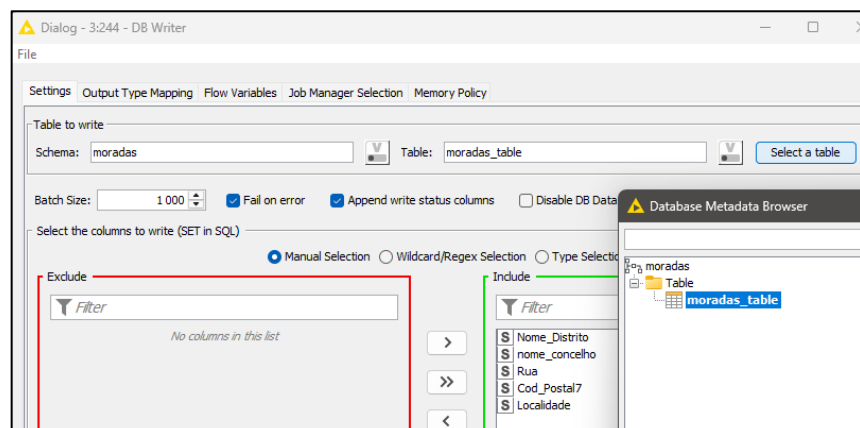 Dialog - 3:244 - DB Writer
File
Settings Output Type Mapping Flow Variables Job Manager Selection Memory Policy
Table to write
Schema: moradas V Table: moradas_table V Select a table
Batch Size: 1 000 Fail on error Append write status columns Disable DB Data
Select the columns to write (SET in SQL)
Manual Selection Wildcard/Regex Selection Type Selectio
Exclude
Filter
No columns in this list
>
>>
<
Include
Filter
S Nome_Distrito
S nome_concelho
S Rua
S Cod_Postal7
S Localidade
Database Metadata Browser
moradas
Table
moradas_table